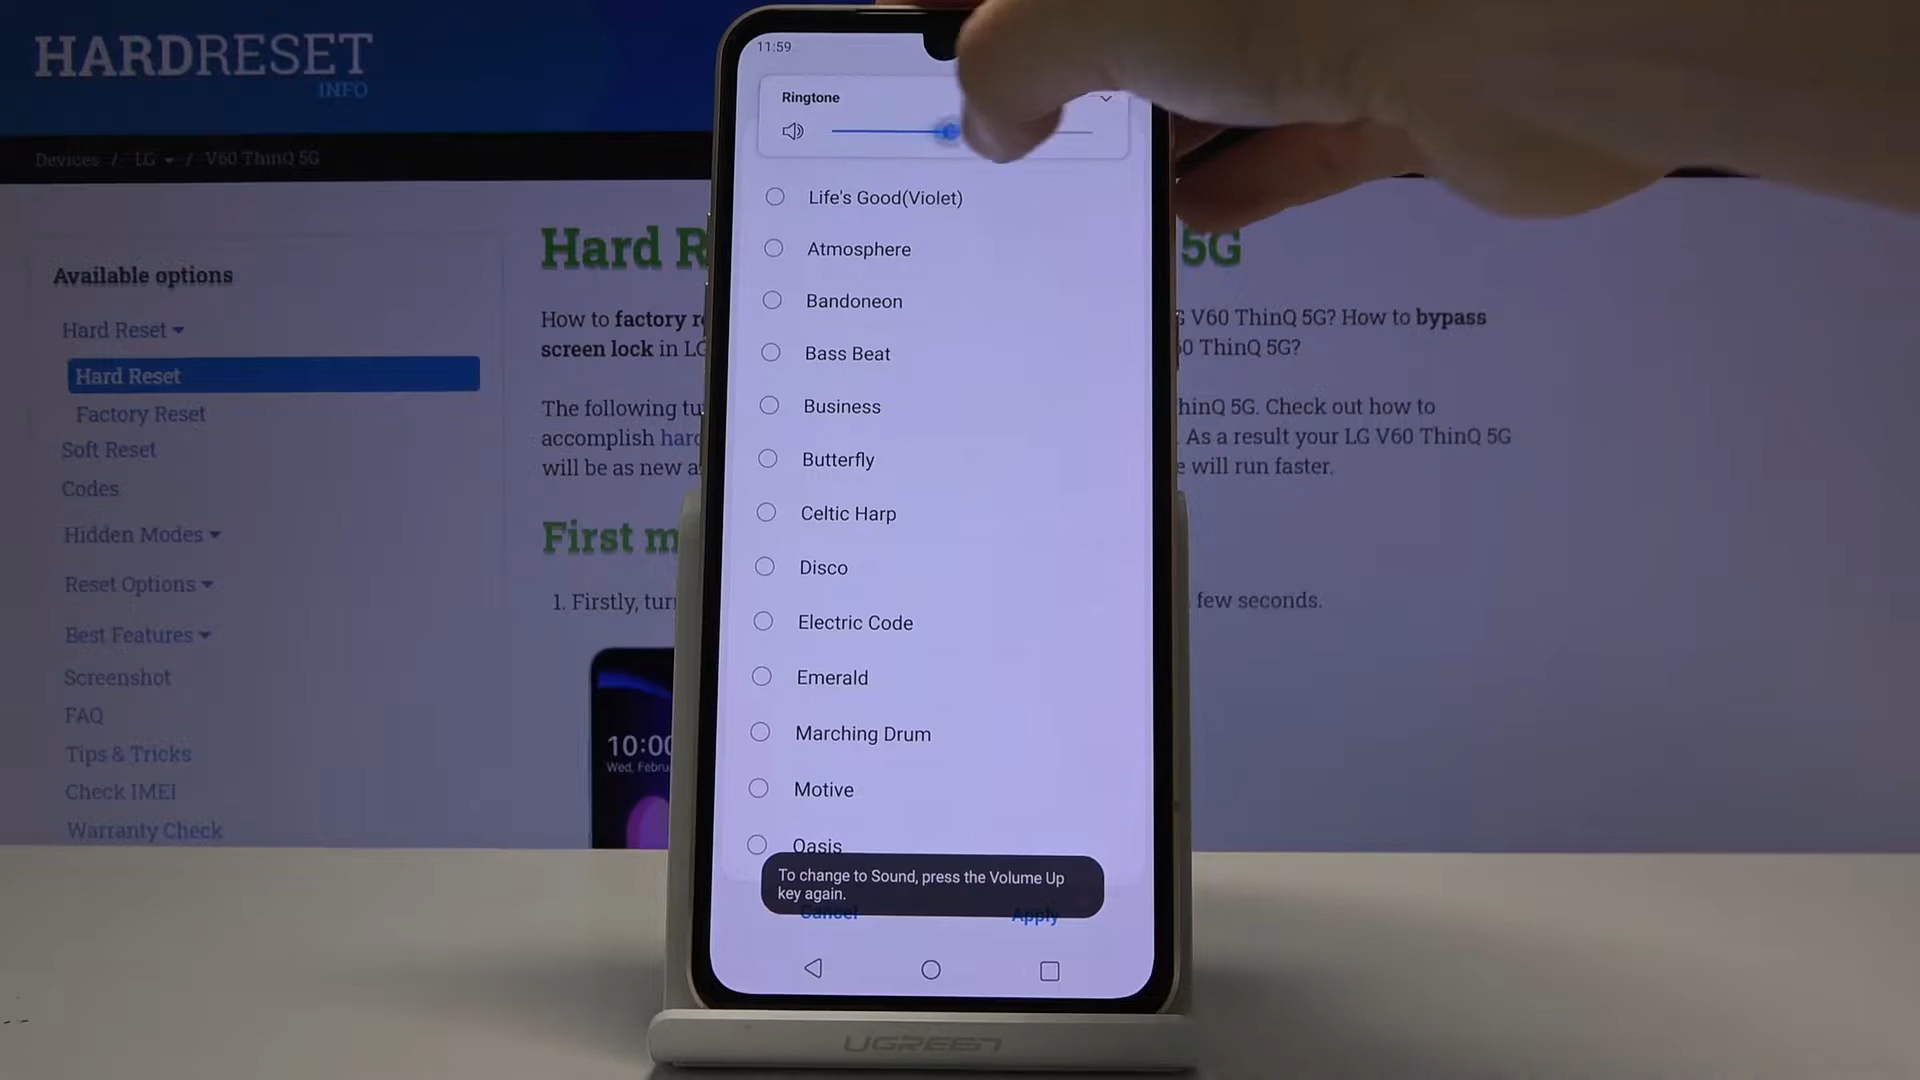 HARDRESET
INFO
Devices / LG / V60 ThinQ 5G
Available options
Hard Reset
Hard Reset
Factory Reset
Soft Reset
Codes
Hidden Modes
Reset Options
Best Features
Screenshot
FAQ
Tips & Tricks
Check IMEI
Warranty Check
Hard R
5G
How to factory r
V60 ThinQ 5G? How to bypass
screen lock in LG
ThinQ 5G?
The following tu
hinQ 5G. Check out how to
accomplish hard
. As a result your LG V60 ThinQ 5G
will be as new a
e will run faster.
First m
1. Firstly, turn
few seconds.
10:00
Wed, Febru
11:59
Ringtone
Life's Good(Violet)
Atmosphere
Bandoneon
Bass Beat
Business
Butterfly
Celtic Harp
Disco
Electric Code
Emerald
Marching Drum
Motive
Oasis
To change to Sound, press the Volume Up
key again.
Cancel
Apply
UGREEN